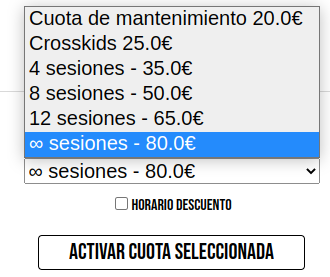 Cuota de mantenimiento 20.0€
Crosskids 25.0€
4 sesiones - 35.0€
8 sesiones - 50.0€
12 sesiones - 65.0€
∞ sesiones - 80.0€
∞ sesiones - 80.0€
HORARIO DESCUENTO
ACTIVAR CUOTA SELECCIONADA